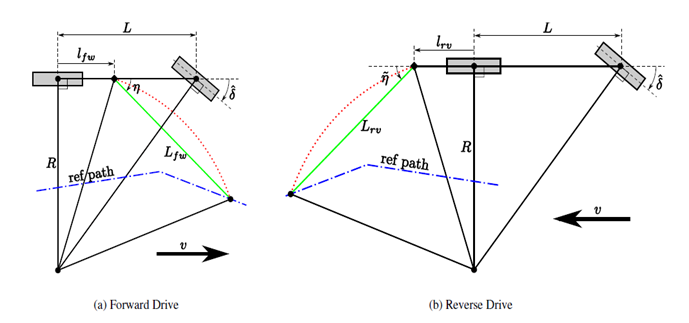 L
l_fw
η
δ̂
L_fw
R
ref path
v
(a) Forward Drive
L
l_rv
η̃
δ̂
L_rv
R
ref path
v
(b) Reverse Drive